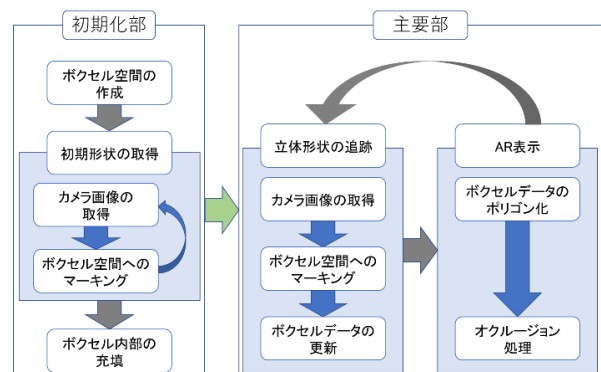 初期化部
ボクセル空間の
作成
初期形状の取得
カメラ画像の
取得
ボクセル空間への
マーキング
ボクセル内部の
充填
主要部
立体形状の追跡
カメラ画像の取得
ボクセル空間への
マーキング
ボクセルデータの
更新
AR表示
ボクセルデータの
ポリゴン化
オクルージョン
処理